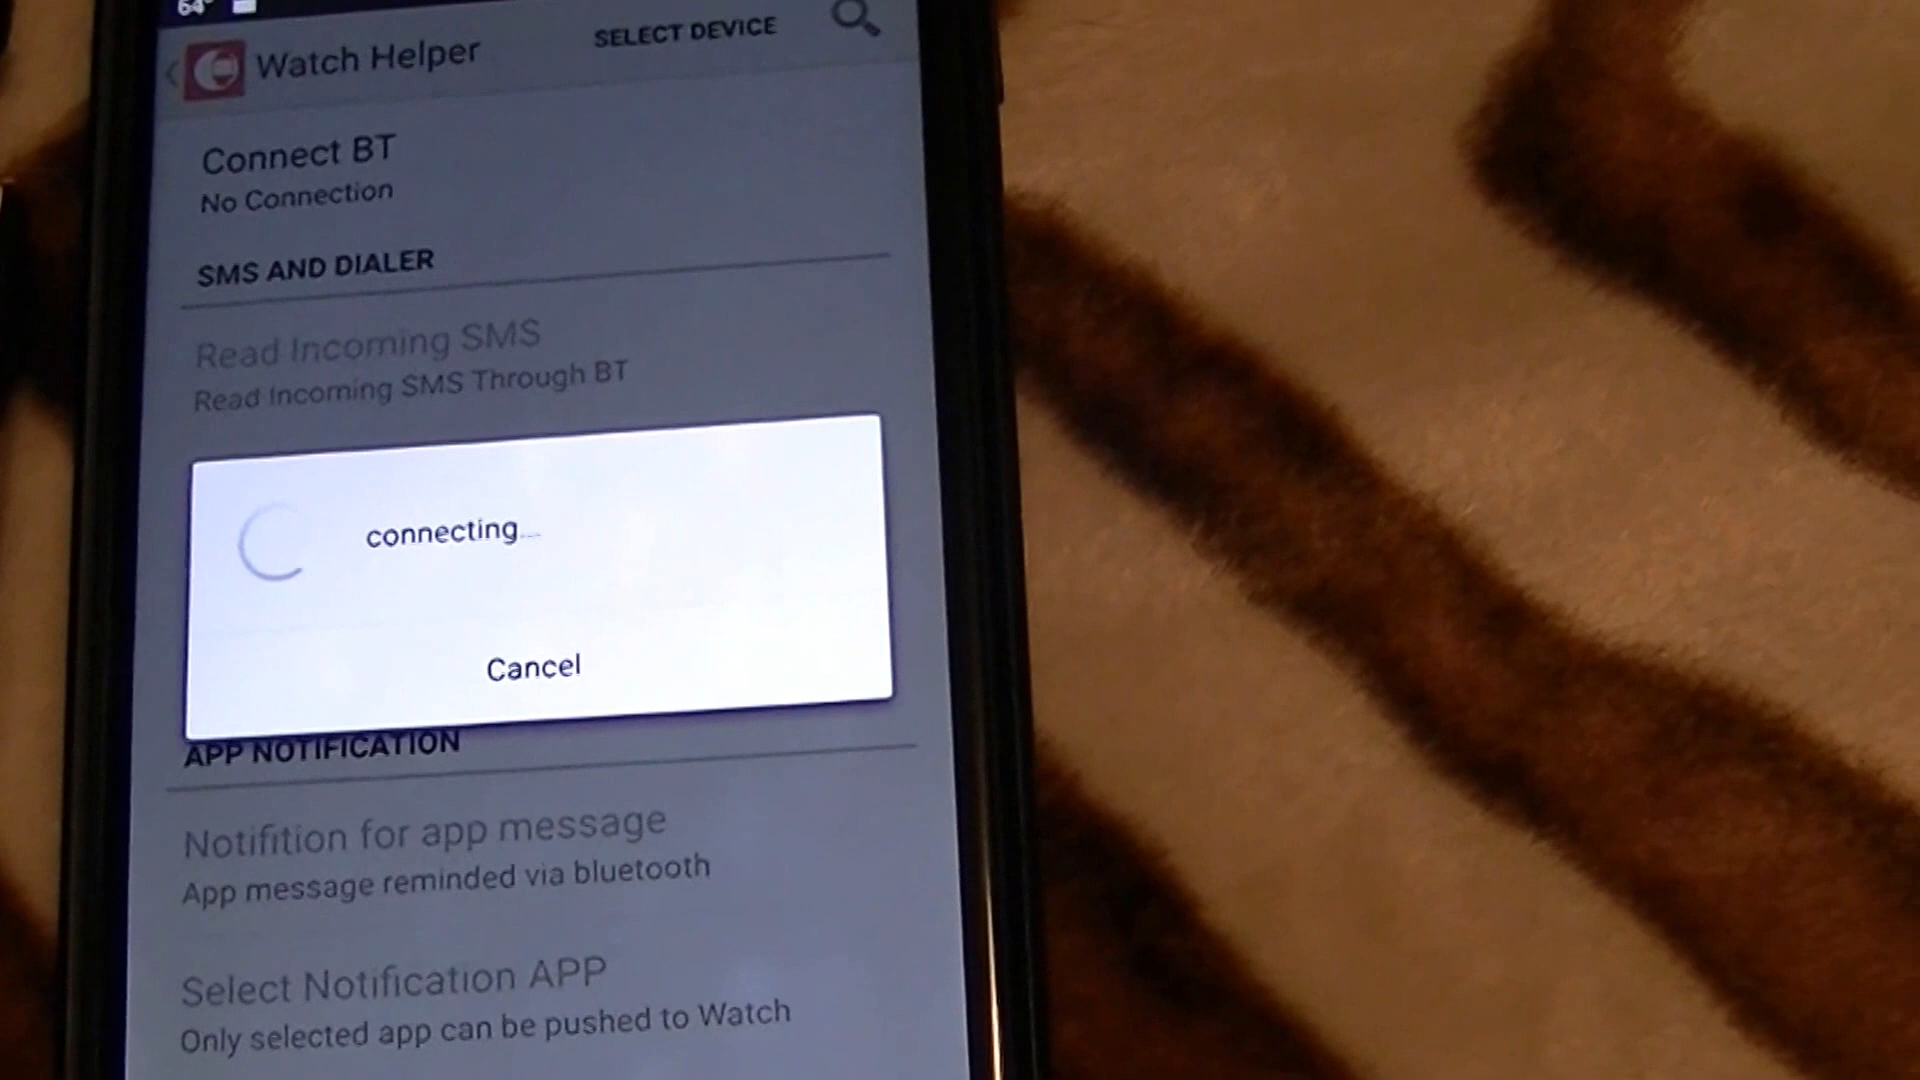 64°
Watch Helper
SELECT DEVICE
Connect BT
No Connection
SMS AND DIALER
Read Incoming SMS
Read Incoming SMS Through BT
connecting...
Cancel
APP NOTIFICATION
Notifition for app message
App message reminded via bluetooth
Select Notification APP
Only selected app can be pushed to Watch